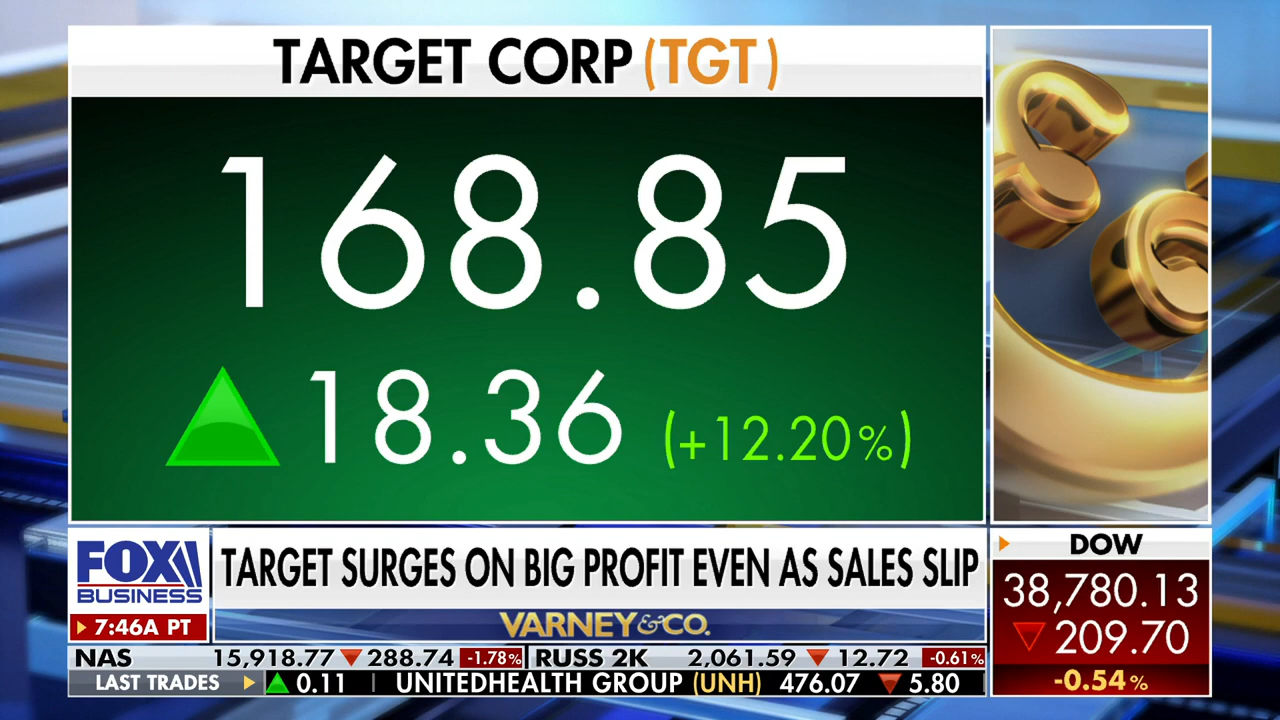 TARGET CORP (TGT)
168.85
▲ 18.36 (+12.20%)
FOX BUSINESS
7:46A PT
TARGET SURGES ON BIG PROFIT EVEN AS SALES SLIP
VARNEY & CO.
DOW
38,780.13
▼ 209.70
-0.54%
NAS 15,918.77 ▼ 288.74 -1.78% RUSS 2K 2,061.59 ▼ 12.72 -0.61%
LAST TRADES ▲ 0.11 | UNITEDHEALTH GROUP (UNH) 476.07 ▼ 5.80